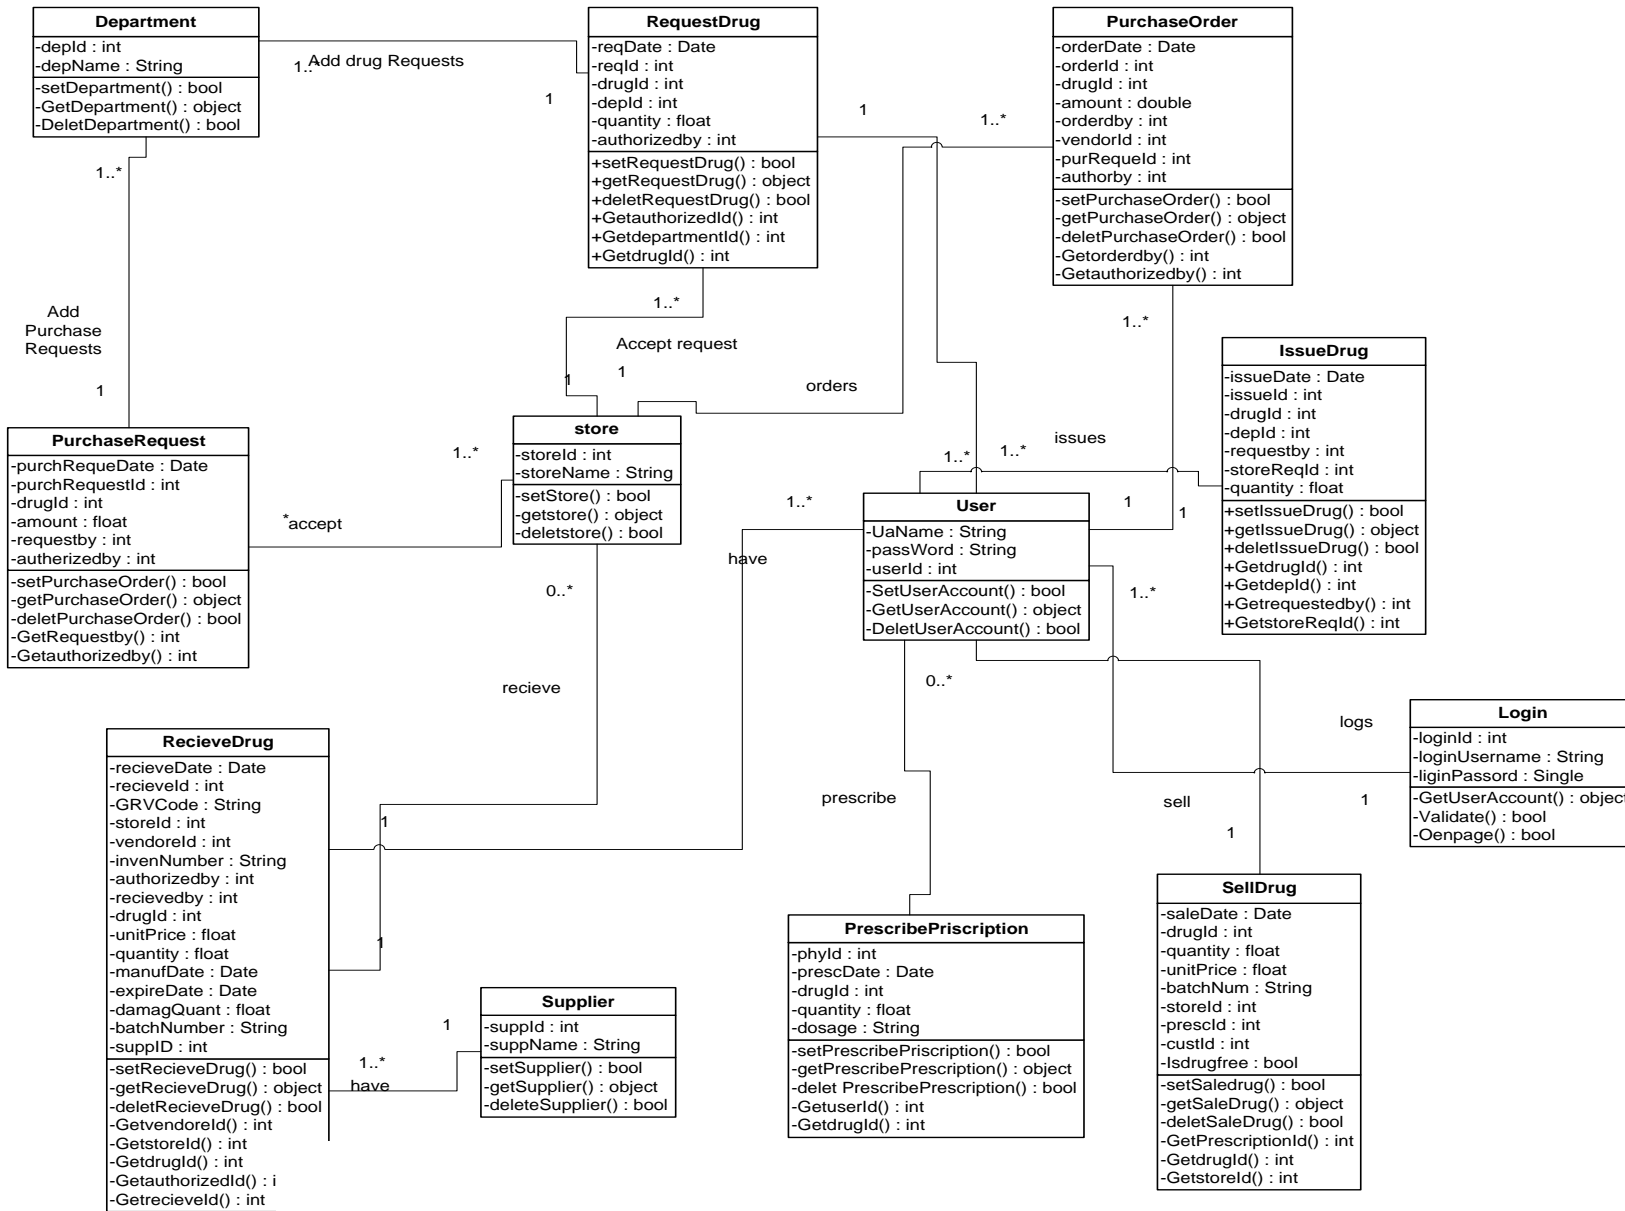 Department
-depId : int
-depName : String
-setDepartment() : bool
-GetDepartment() : object
-DeletDepartment() : bool
1..*
Add drug Requests
1
RequestDrug
-reqDate : Date
-reqId : int
-drugId : int
-depId : int
-quantity : float
-authorizedby : int
+setRequestDrug() : bool
+getRequestDrug() : object
+deletRequestDrug() : bool
+GetauthorizedId() : int
+GetdepartmentId() : int
+GetdrugId() : int
1
1..*
PurchaseOrder
-orderDate : Date
-orderId : int
-drugId : int
-amount : double
-orderdby : int
-vendorId : int
-purRequeId : int
-authorby : int
-setPurchaseOrder() : bool
-getPurchaseOrder() : object
-deletPurchaseOrder() : bool
-Getorderdby() : int
-Getauthorizedby() : int
1..*
Add
Purchase
Requests
1
1..*
Accept request
1
1
orders
1..*
IssueDrug
-issueDate : Date
-issueId : int
-drugId : int
-depId : int
-requestby : int
-storeReqId : int
-quantity : float
+setIssueDrug() : bool
+getIssueDrug() : object
+deletIssueDrug() : bool
+GetdrugId() : int
+GetdepId() : int
+Getrequestedby() : int
+GetstoreReqId() : int
PurchaseRequest
-purchRequeDate : Date
-purchRequestId : int
-drugId : int
-amount : float
-requestby : int
-autherizedby : int
-setPurchaseOrder() : bool
-getPurchaseOrder() : object
-deletPurchaseOrder() : bool
-GetRequestby() : int
-Getauthorizedby() : int
1..*
*accept
store
-storeId : int
-storeName : String
-setStore() : bool
-getstore() : object
-deletstore() : bool
0..*
recieve
1..*
have
1..*
1..*
issues
1
1
User
-UaName : String
-passWord : String
-userId : int
-SetUserAccount() : bool
-GetUserAccount() : object
-DeletUserAccount() : bool
1..*
0..*
prescribe
sell
logs
1
1
Login
-loginId : int
-loginUsername : String
-liginPassord : Single
-GetUserAccount() : object
-Validate() : bool
-Oenpage() : bool
RecieveDrug
-recieveDate : Date
-recieveId : int
-GRVCode : String
-storeId : int
-vendoreId : int
-invenNumber : String
-authorizedby : int
-recievedby : int
-drugId : int
-unitPrice : float
-quantity : float
-manufDate : Date
-expireDate : Date
-damagQuant : float
-batchNumber : String
-suppID : int
-setRecieveDrug() : bool
-getRecieveDrug() : object
-deletRecieveDrug() : bool
-GetvendoreId() : int
-GetstoreId() : int
-GetdrugId() : int
-GetauthorizedId() : i
-GetrecieveId() : int
1
1
1
1..*
have
Supplier
-suppId : int
-suppName : String
-setSupplier() : bool
-getSupplier() : object
-deleteSupplier() : bool
PrescribePriscription
-phyId : int
-prescDate : Date
-drugId : int
-quantity : float
-dosage : String
-setPrescribePriscription() : bool
-getPrescribePrescription() : object
-delet PrescribePrescription() : bool
-GetuserId() : int
-GetdrugId() : int
SellDrug
-saleDate : Date
-drugId : int
-quantity : float
-unitPrice : float
-batchNum : String
-storeId : int
-prescId : int
-custId : int
-Isdrugfree : bool
-setSaledrug() : bool
-getSaleDrug() : object
-deletSaleDrug() : bool
-GetPrescriptionId() : int
-GetdrugId() : int
-GetstoreId() : int